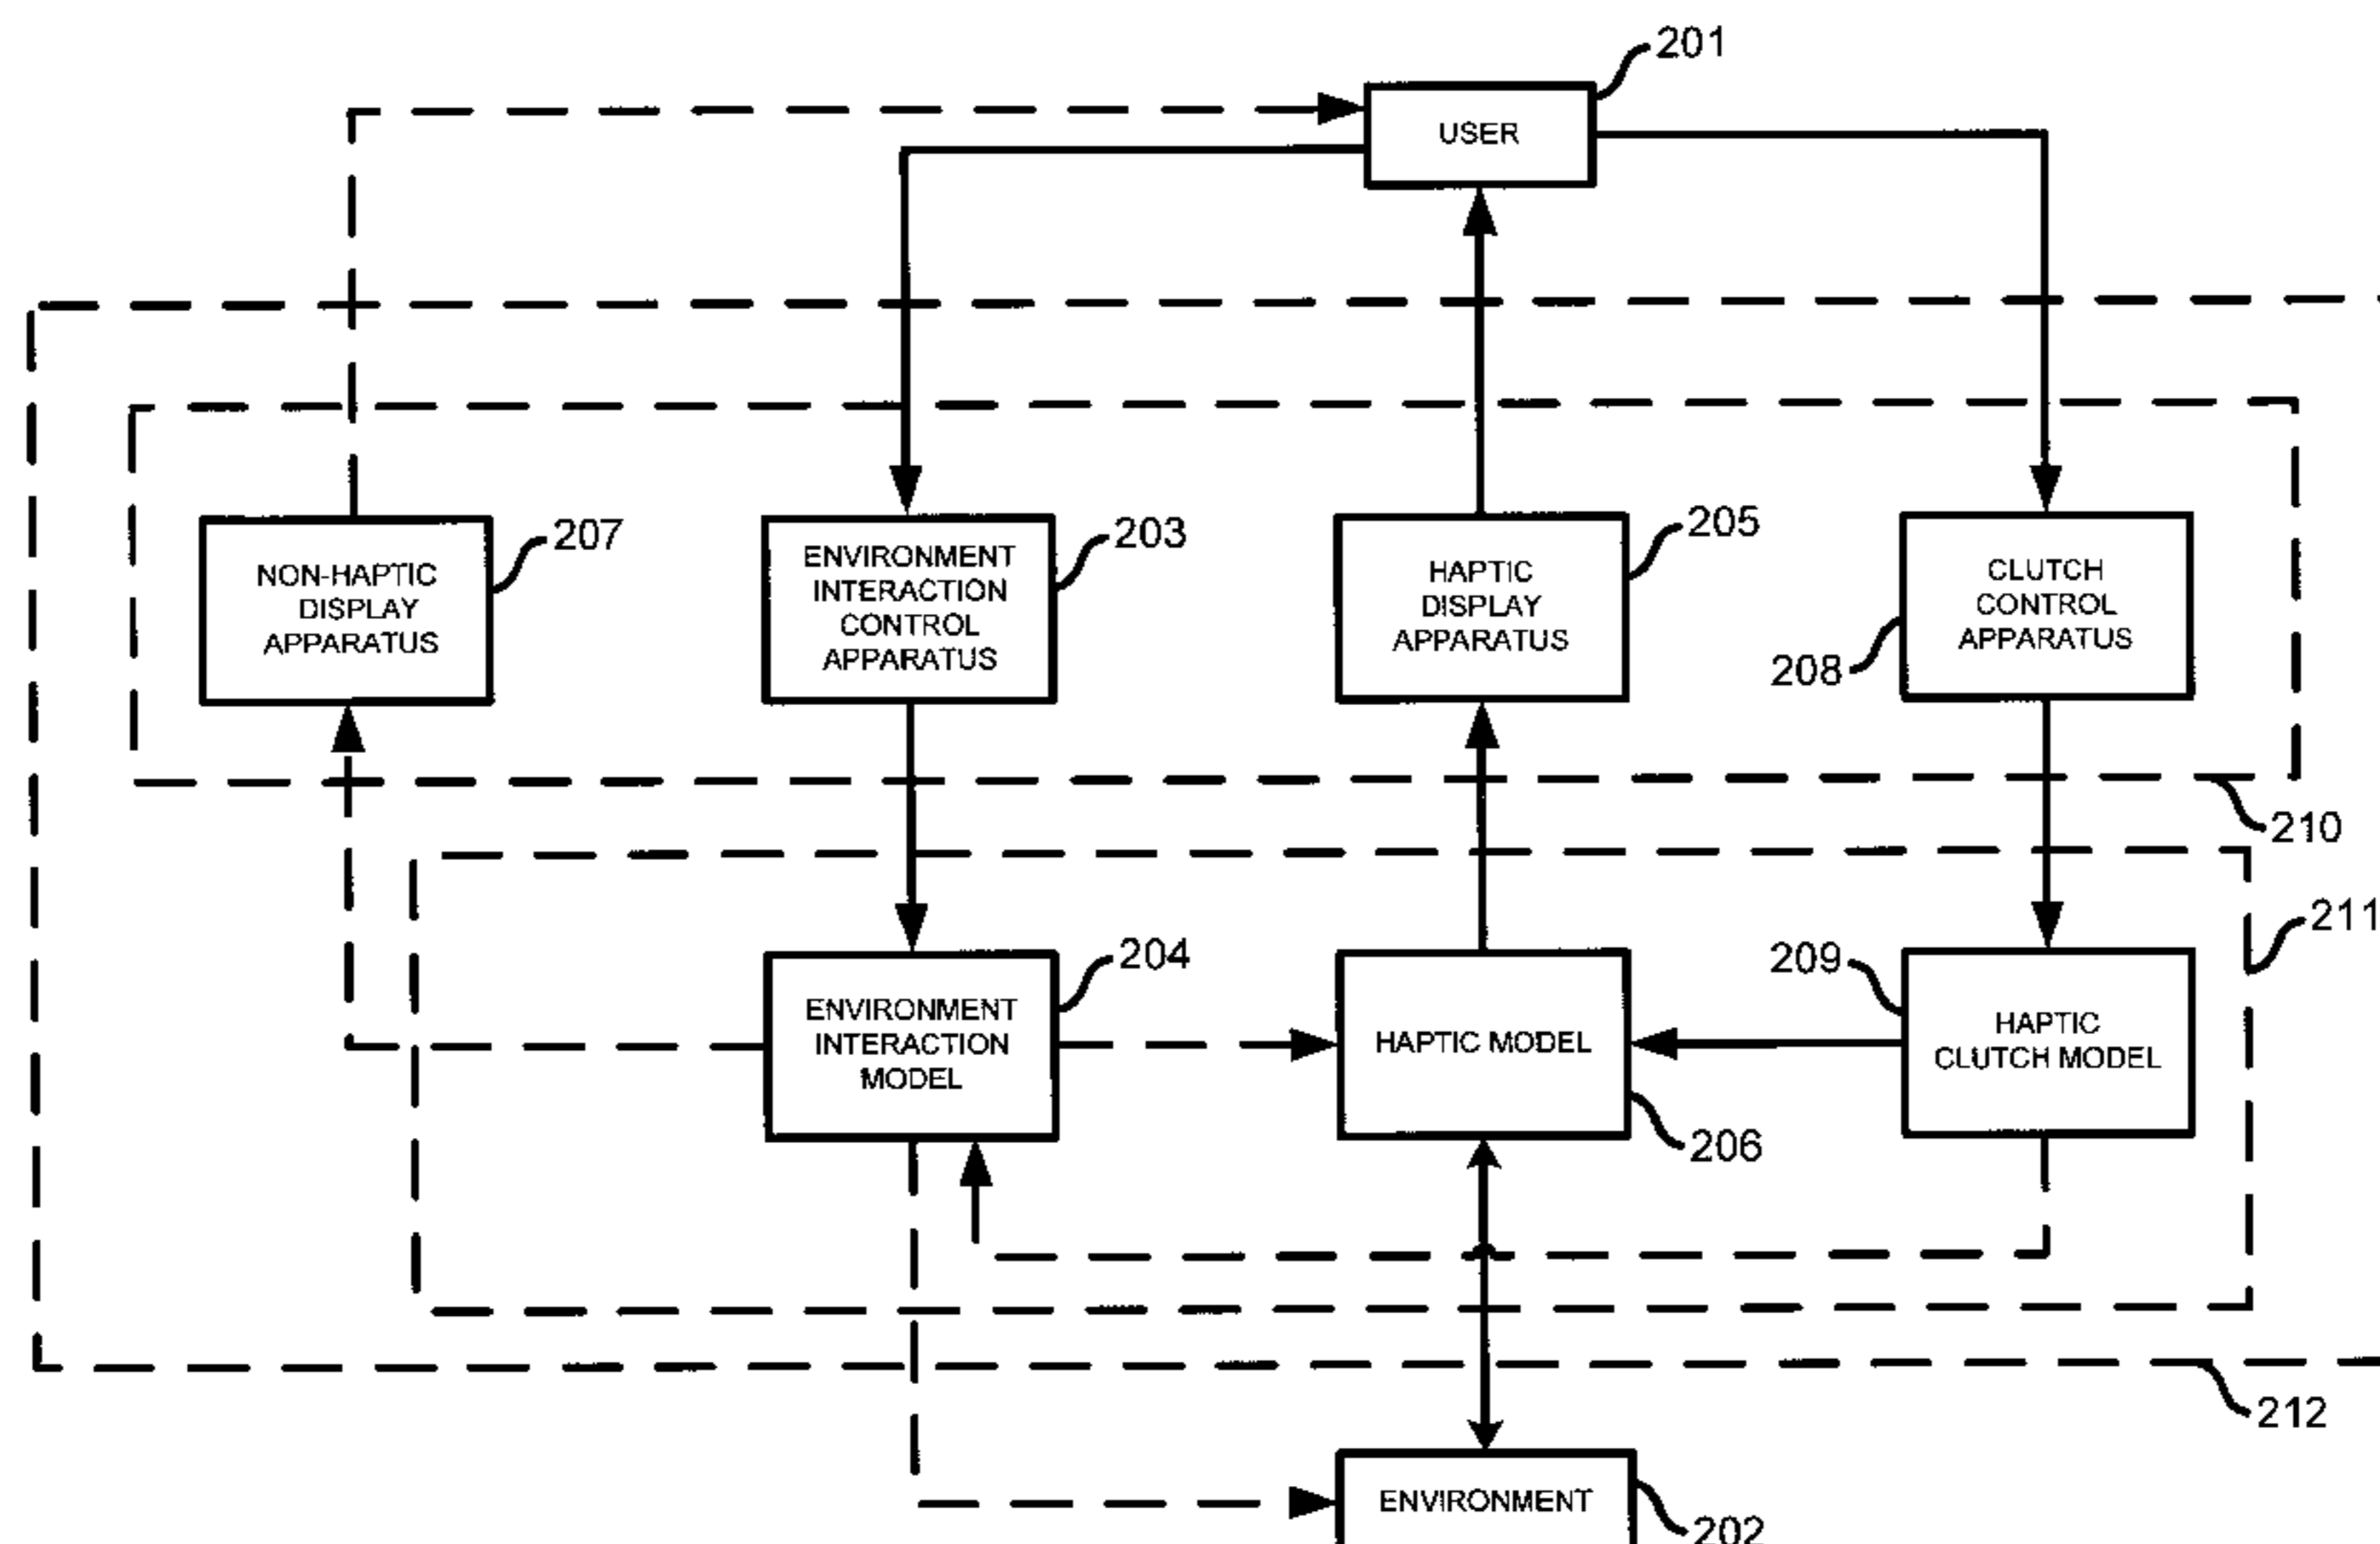 201
USER
NON-HAPTIC
DISPLAY
APPARATUS
207
ENVIRONMENT
INTERACTION
CONTROL
APPARATUS
203
HAPTIC
DISPLAY
APPARATUS
205
CLUTCH
CONTROL
APPARATUS
208
210
211
ENVIRONMENT
INTERACTION
MODEL
204
HAPTIC MODEL
206
209
HAPTIC
CLUTCH MODEL
212
ENVIRONMENT
202